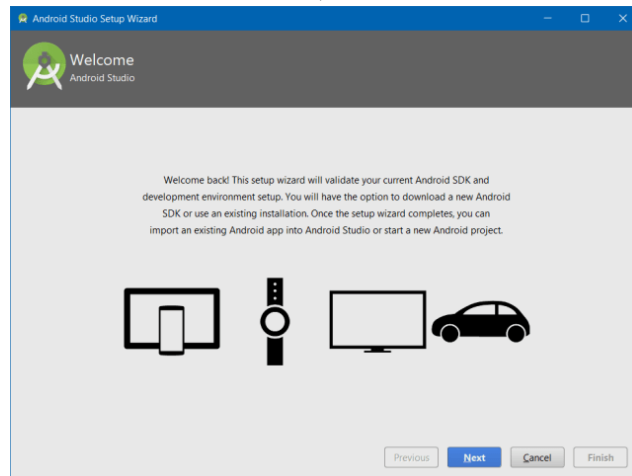 Android Studio Setup Wizard
Welcome
Android Studio
Welcome back! This setup wizard will validate your current Android SDK and
development environment setup. You will have the option to download a new Android
SDK or use an existing installation. Once the setup wizard completes, you can
import an existing Android app into Android Studio or start a new Android project.
Previous Next Cancel Finish